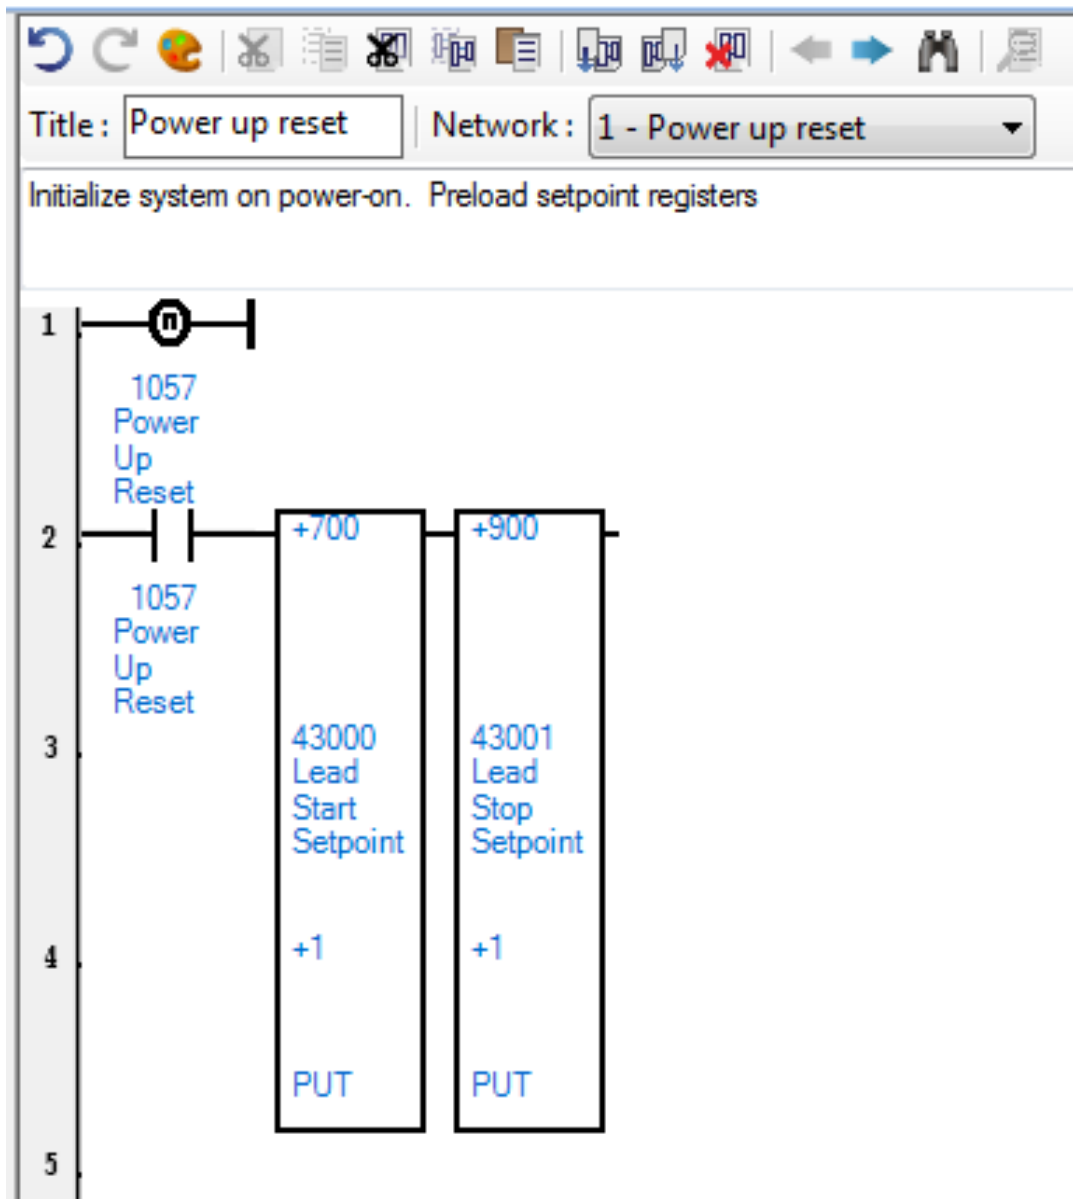 Title : Power up reset Network : 1 - Power up reset
Initialize system on power-on.  Preload setpoint registers
1
n
1057
Power
Up
Reset
2 +700 +900
1057
Power
Up
Reset
3 43000 43001
Lead Lead
Start Stop
Setpoint Setpoint
4 +1 +1
PUT PUT
5